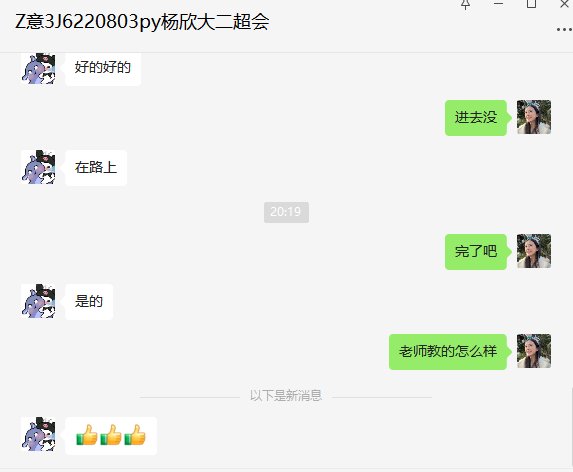 Z意3J6220803py杨欣大二超会
好的好的
进去没
在路上
20:19
完了吧
是的
老师教的怎么样
以下是新消息
👍👍👍